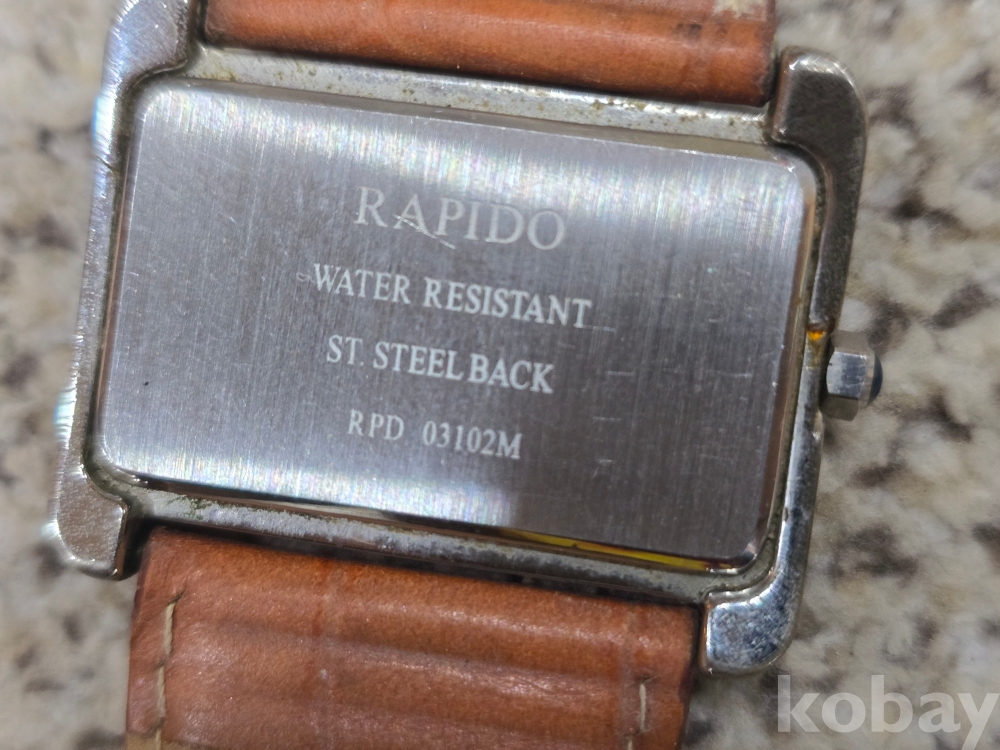 RAPIDO
WATER RESISTANT
ST. STEEL BACK
RPD 03102M
kobay